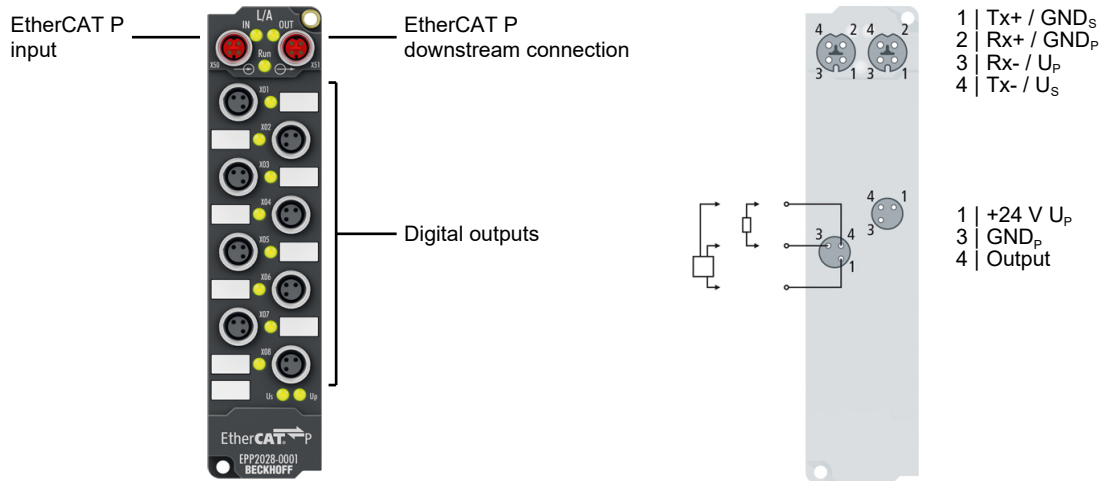 EtherCAT P
input
L/A
IN
OUT
Run
X50
X51
EtherCAT P
downstream connection
X01
X02
X03
X04
X05
X06
X07
X08
Us
Up
Digital outputs
EtherCAT. P
EPP2028-0001
BECKHOFF
4 2 4 2
3 1 3 1
1 | Tx+ / GNDS
2 | Rx+ / GNDP
3 | Rx- / UP
4 | Tx- / US
4 1
3
3 4
1
1 | +24 V UP
3 | GNDP
4 | Output